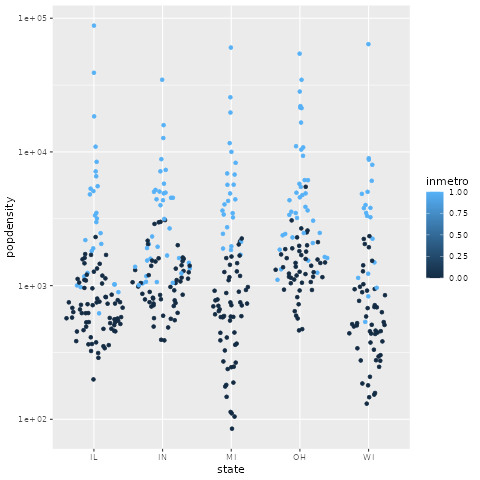 1e+05
1e+04
1e+03
1e+02
popdensity
IL IN MI OH WI
state
inmetro
1.00
0.75
0.50
0.25
0.00